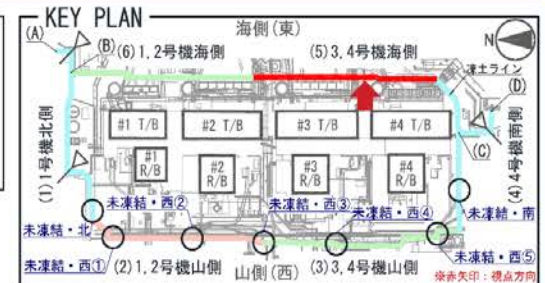 KEY PLAN
海側(東)
(A)
(B)
(6)1,2号機海側
(5)3,4号機海側
N
凍土ライン
(D)
#1 T/B
#2 T/B
#3 T/B
#4 T/B
(1)1号機北側
#1
R/B
#2
R/B
#3
R/B
#4
R/B
(C)
(4)4号機南側
未凍結・北
未凍結・西②
未凍結・西③
未凍結・西④
未凍結・南
未凍結・西①
(2)1,2号機山側
山側(西)
(3)3,4号機山側
未凍結・西⑤
※赤矢印：視点方向